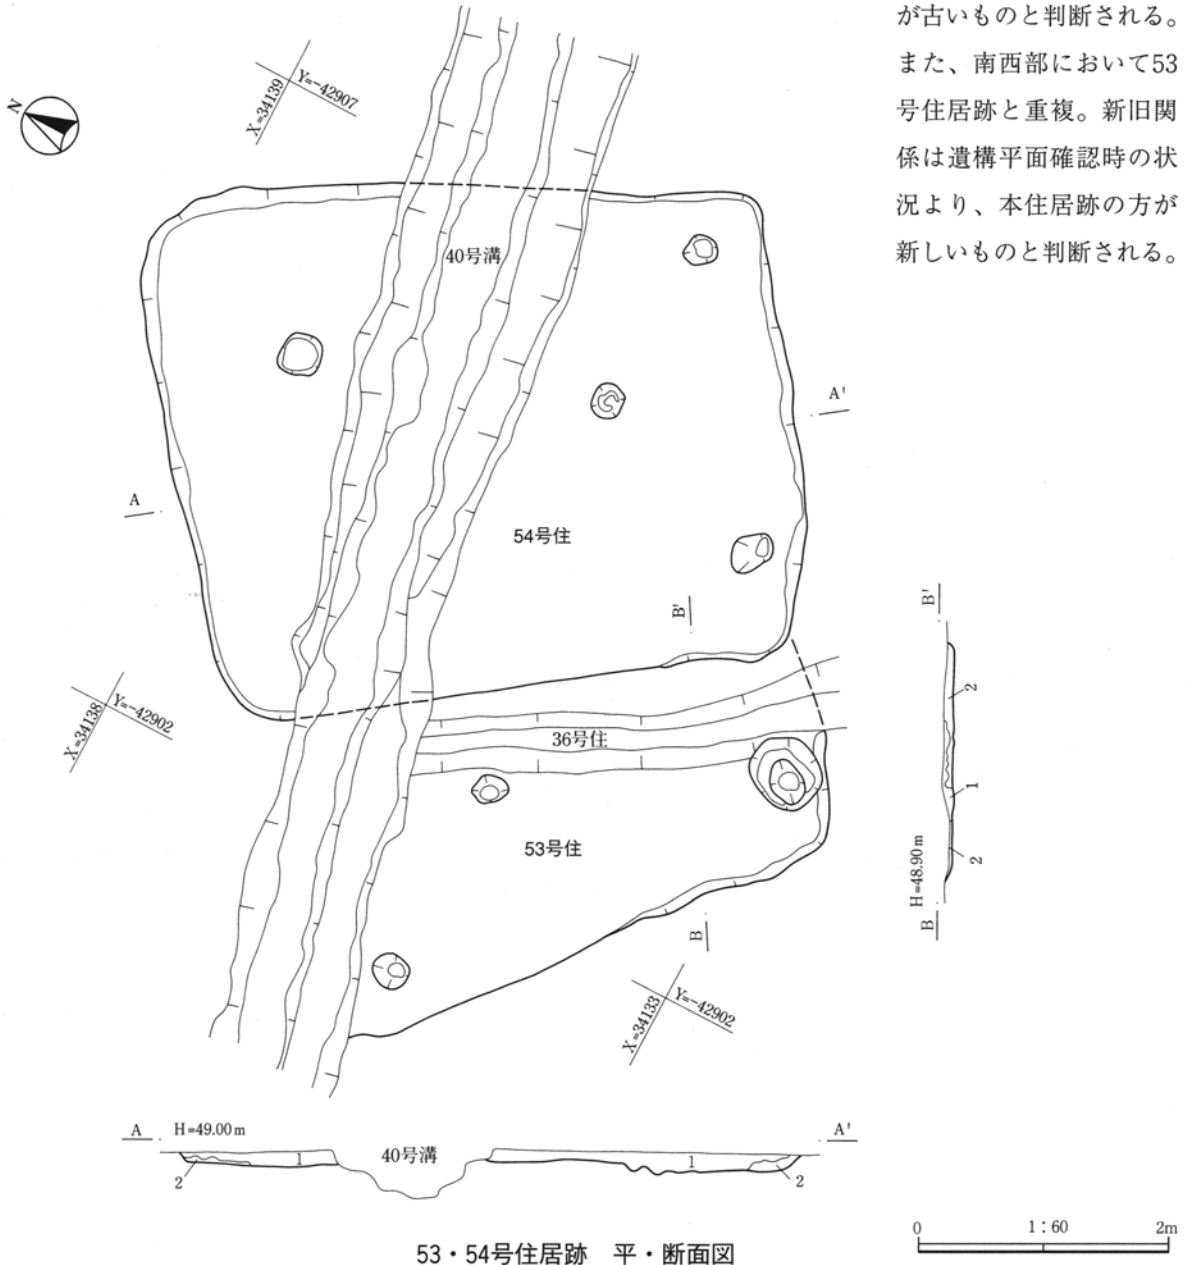 が古いものと判断される。
また、南西部において53
号住居跡と重複。新旧関
係は遺構平面確認時の状
況より、本住居跡の方が
新しいものと判断される。
N
X=34139
Y=-42907
40号溝
A'
A
54号住
B'
X=34138
Y=-42902
36号住
53号住
B
X=34133
Y=-42902
B'
2
1
2
H=48.90m
B
A
H=49.00m
40号溝
A'
1
1
2
2
53・54号住居跡 平・断面図
0 1:60 2m